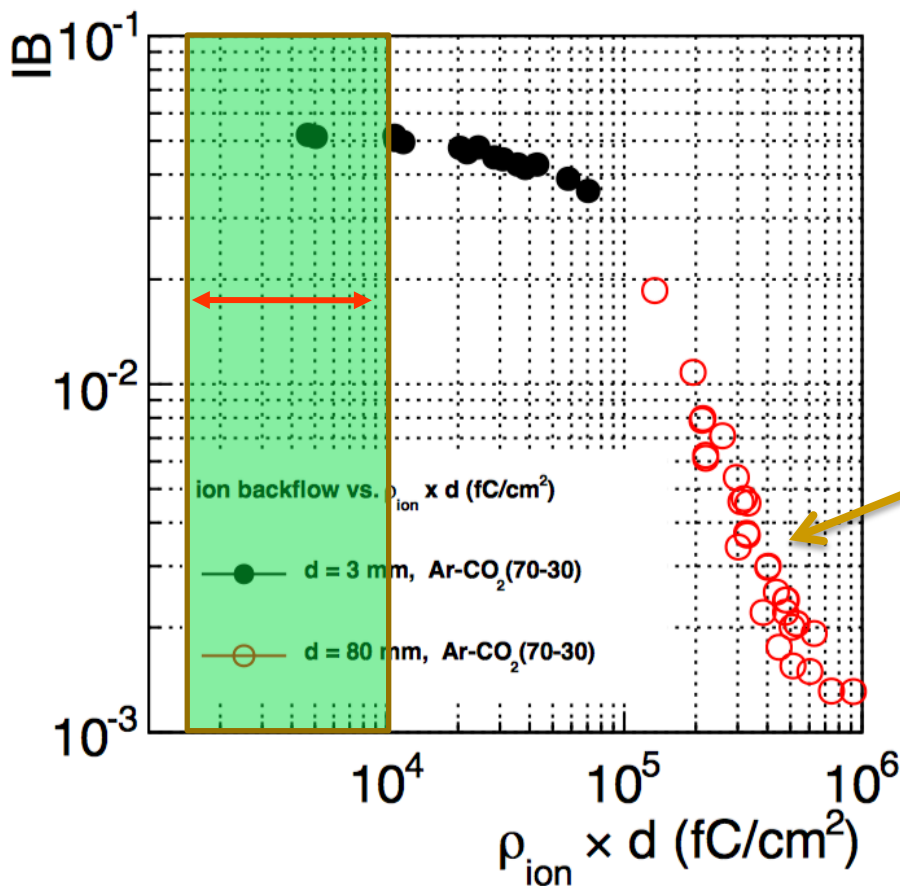 IB
10⁻¹
10⁻²
10⁻³
ion backflow vs. ρ_ion x d (fC/cm²)
d = 3 mm, Ar-CO₂(70-30)
d = 80 mm, Ar-CO₂(70-30)
10⁴ 10⁵ 10⁶
ρ_ion × d (fC/cm²)